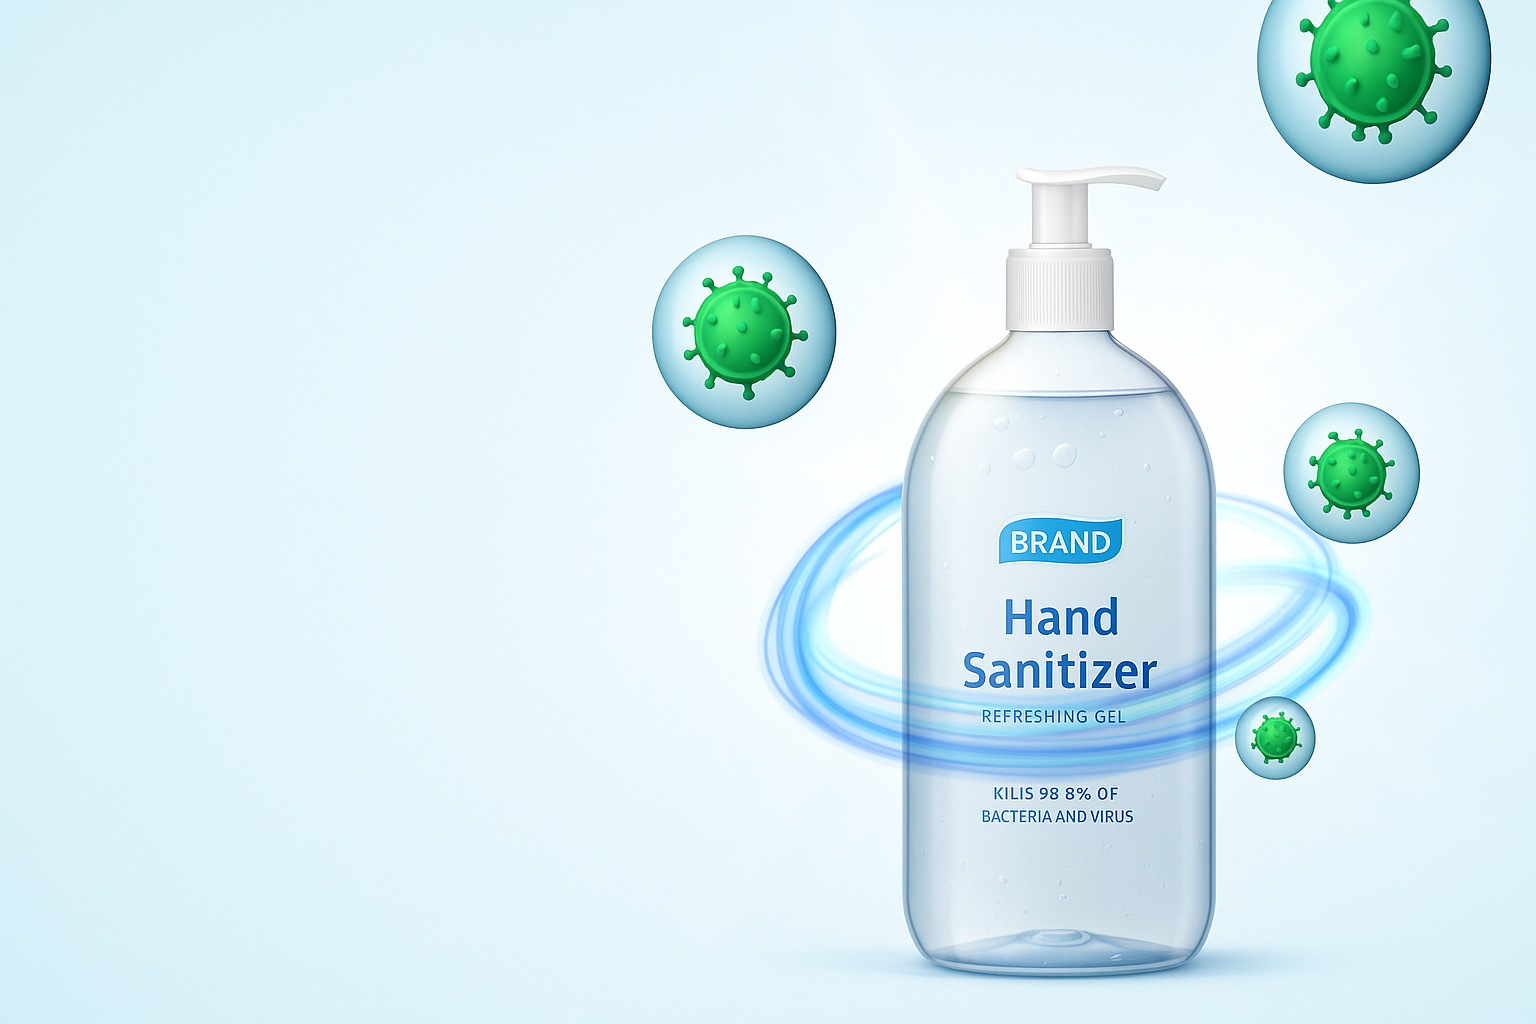 BRAND
Hand
Sanitizer
REFRESHING GEL
KILIS 98 8% OF
BACTERIA AND VIRUS